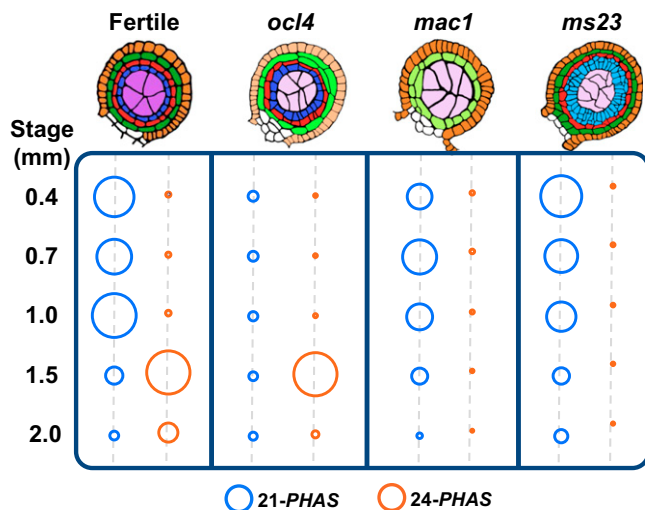 Fertile ocl4 mac1 ms23
Stage
(mm)
0.4
0.7
1.0
1.5
2.0
21-PHAS 24-PHAS